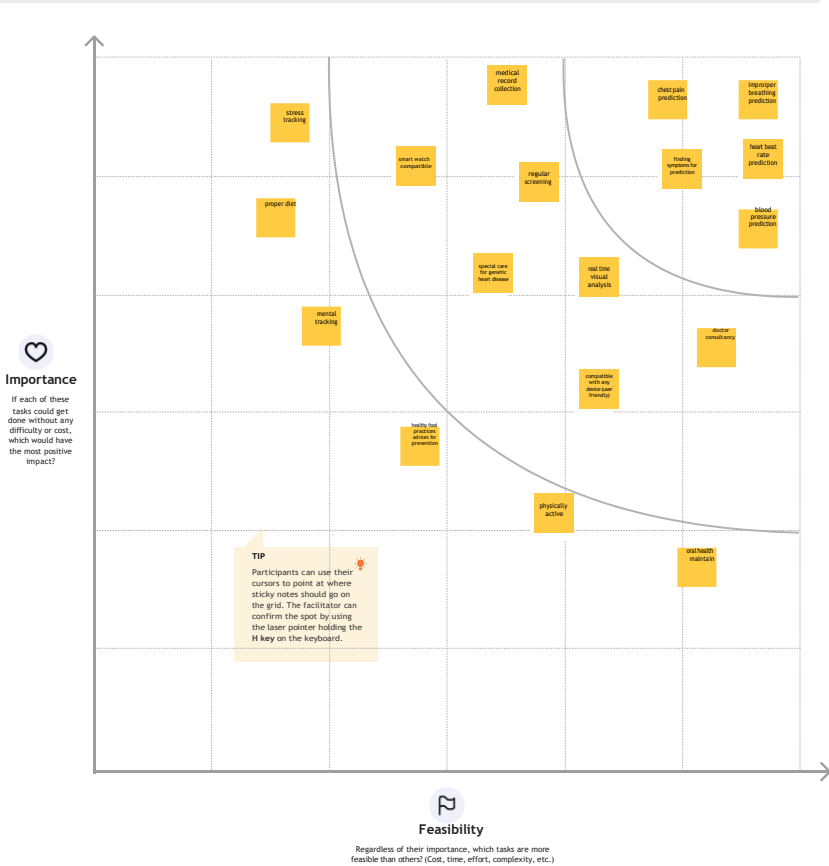 medical
record
collection
chest pain
prediction
improiper
breathing
prediction
stress
tracking
smart watch
compatible
regular
screening
finding
symptoms for
prediction
heart beat
rate
prediction
proper diet
blood
pressure
prediction
special care
for genetic
heart disease
real time
visual
analysis
mental
tracking
doctor
consultancy
compatible
with any
device(user
friendly)
healthy food
practices
advices for
prevention
physically
active
oral health
maintain
Importance
If each of these
tasks could get
done without any
difficulty or cost,
which would have
the most positive
impact?
TIP
Participants can use their
cursors to point at where
sticky notes should go on
the grid. The facilitator can
confirm the spot by using
the laser pointer holding the
H key on the keyboard.
Feasibility
Regardless of their importance, which tasks are more
feasible than others? (Cost, time, effort, complexity, etc.)